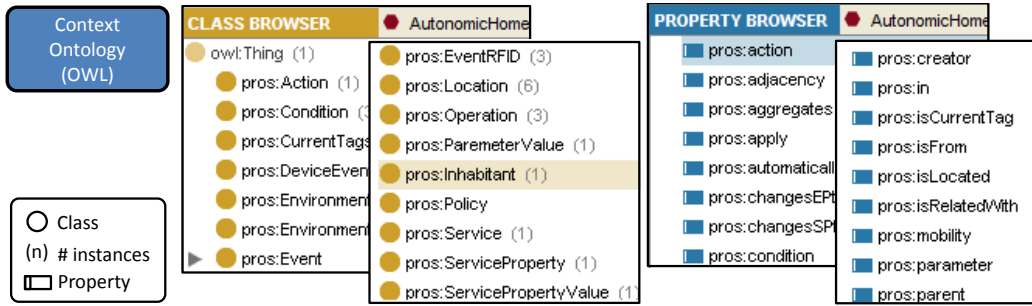 Context
Ontology
(OWL)
Class
(n) # instances
Property
CLASS BROWSER
AutonomicHome
owl:Thing (1)
pros:Action (1)
pros:Condition
pros:CurrentTags
pros:DeviceEven
pros:Environment
pros:Environment
pros:Event
pros:EventRFID (3)
pros:Location (6)
pros:Operation (3)
pros:ParemeterValue (1)
pros:Inhabitant (1)
pros:Policy
pros:Service (1)
pros:ServiceProperty (1)
pros:ServicePropertyValue (1)
PROPERTY BROWSER
AutonomicHome
pros:action
pros:adjacency
pros:aggregates
pros:apply
pros:automaticall
pros:changesEPt
pros:changesSPt
pros:condition
pros:creator
pros:in
pros:isCurrentTag
pros:isFrom
pros:isLocated
pros:isRelatedWith
pros:mobility
pros:parameter
pros:parent